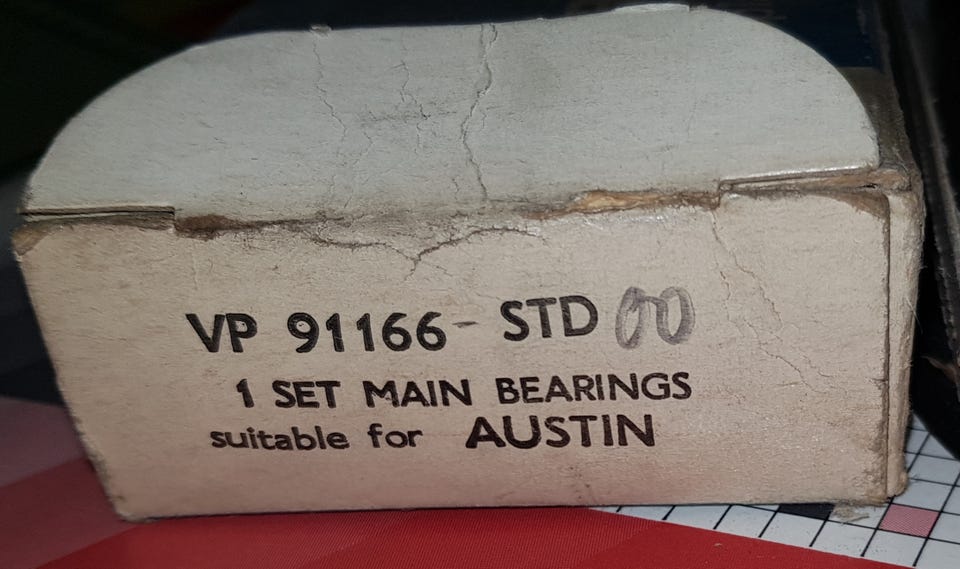 VP 91166 - STD 00
1 SET MAIN BEARINGS
suitable for AUSTIN